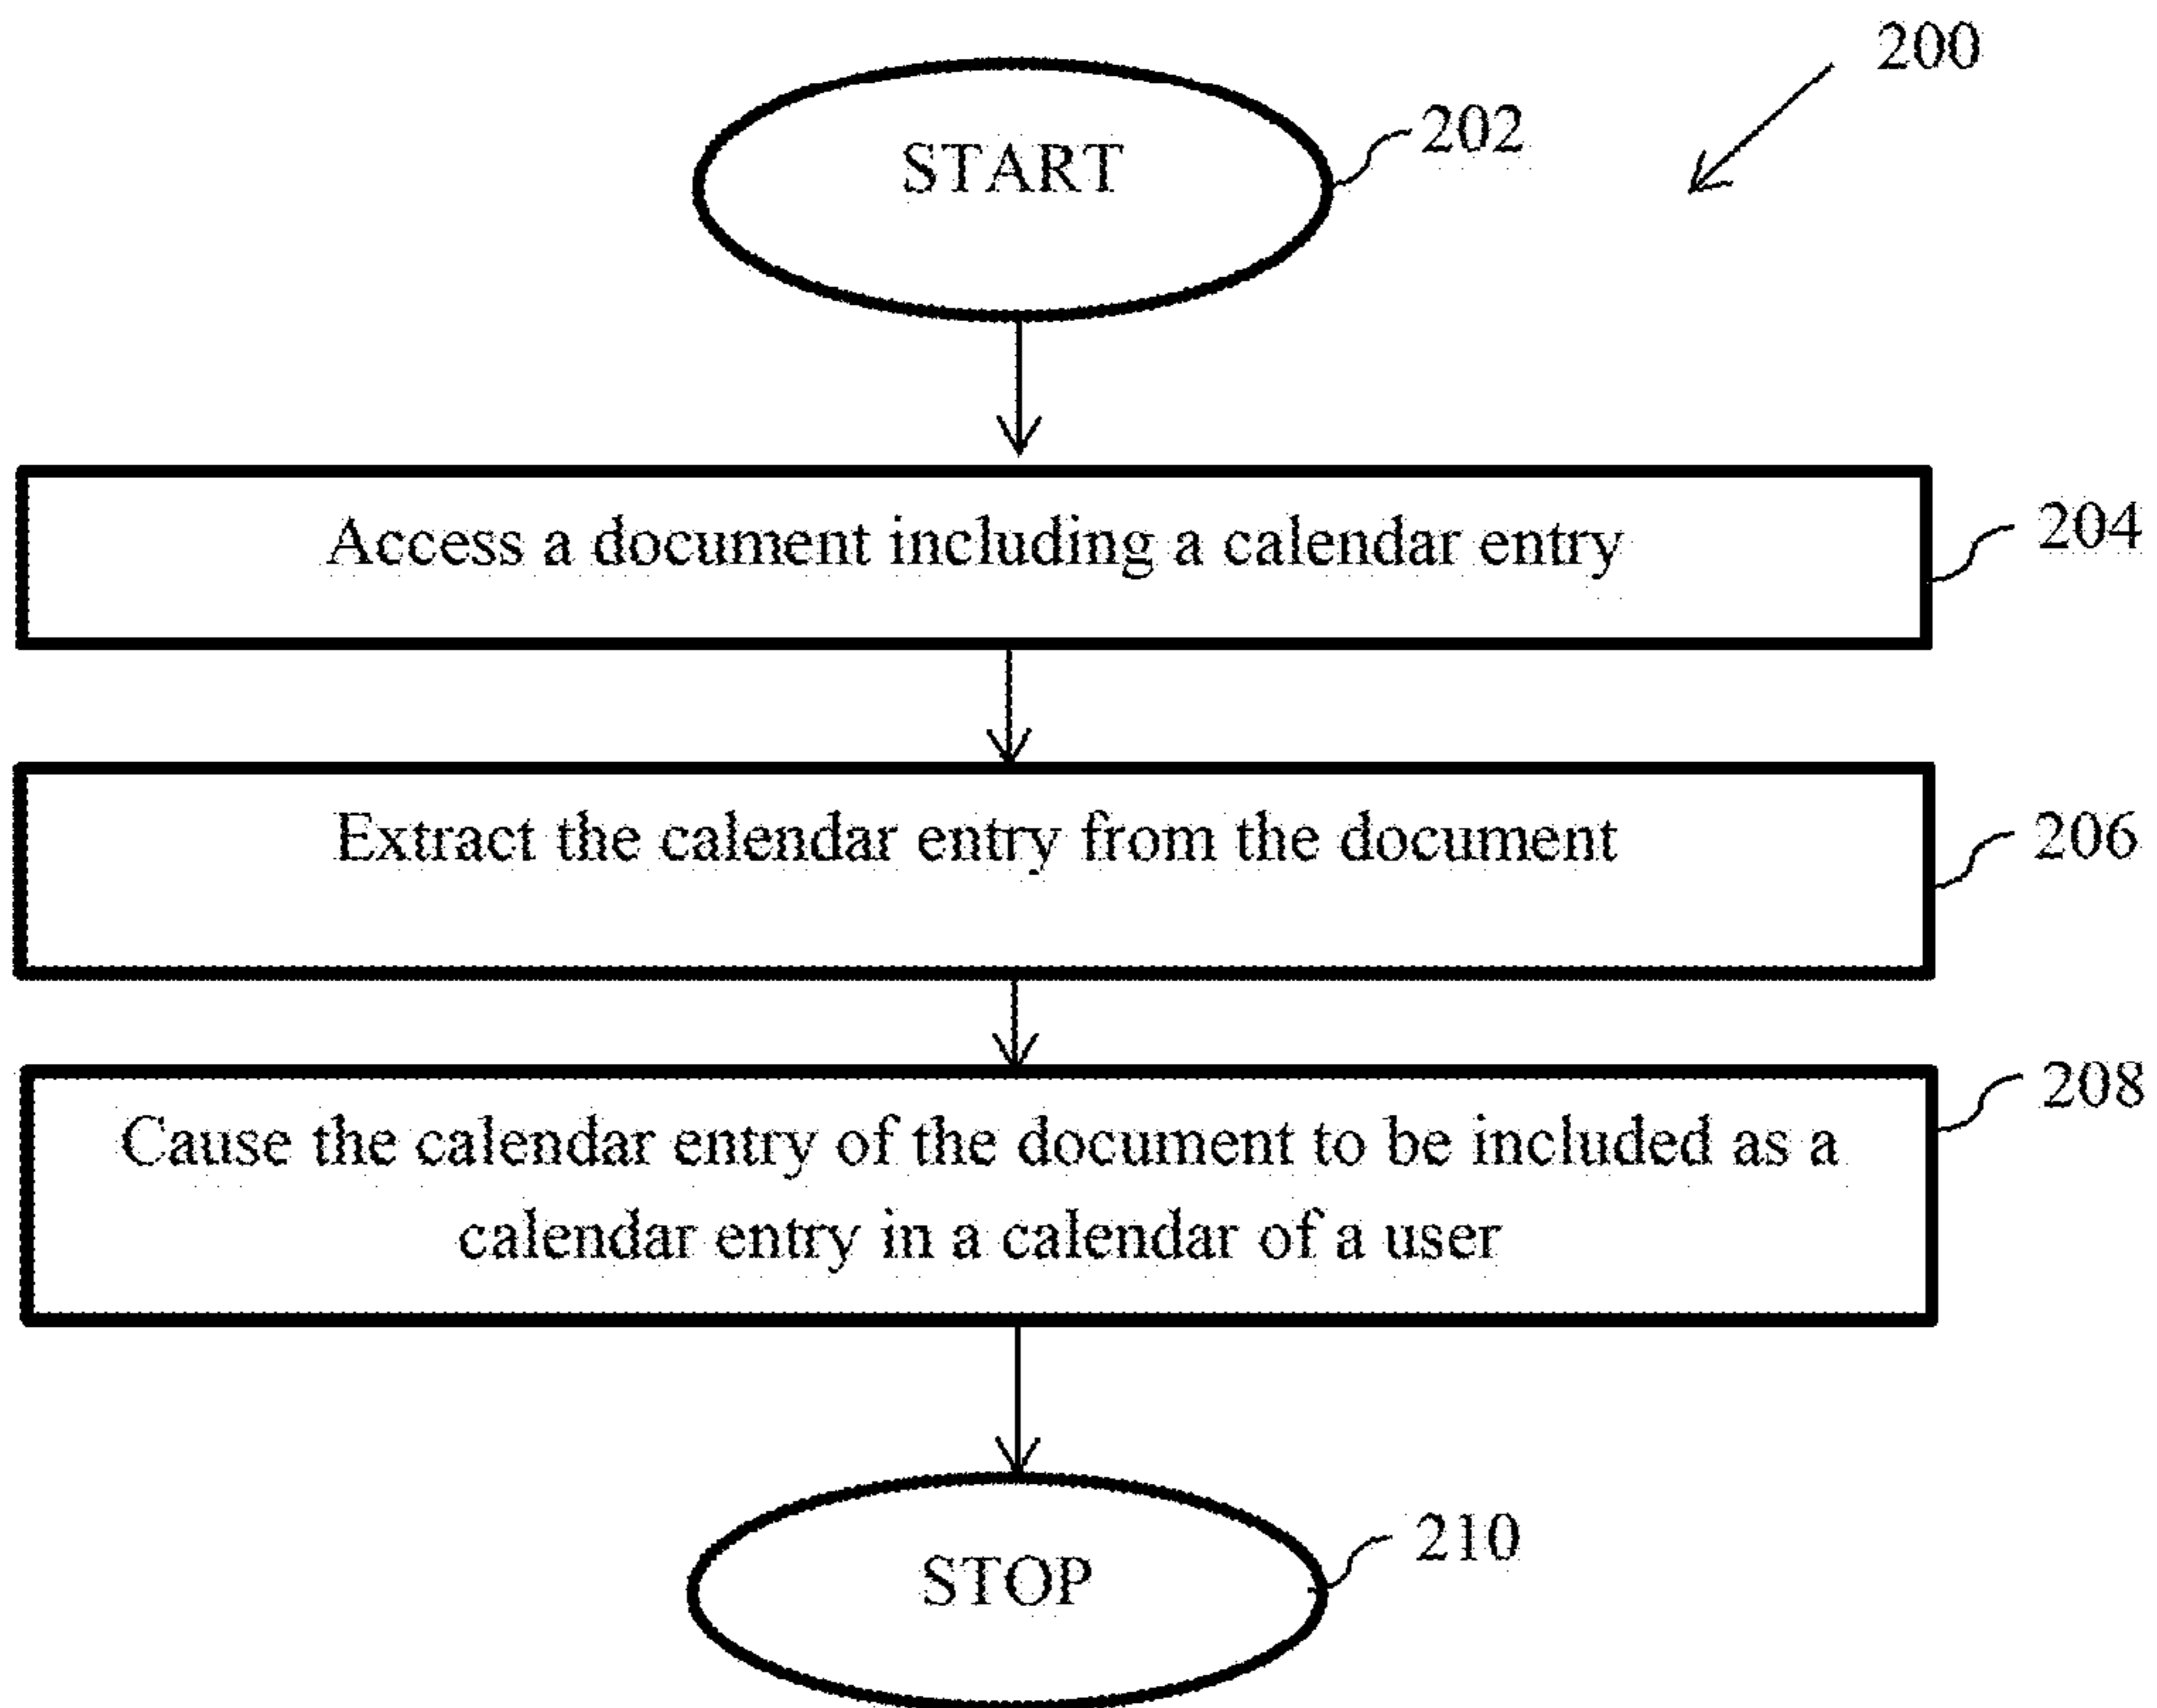 200
START
202
Access a document including a calendar entry
204
Extract the calendar entry from the document
206
Cause the calendar entry of the document to be included as a
calendar entry in a calendar of a user
208
STOP
210